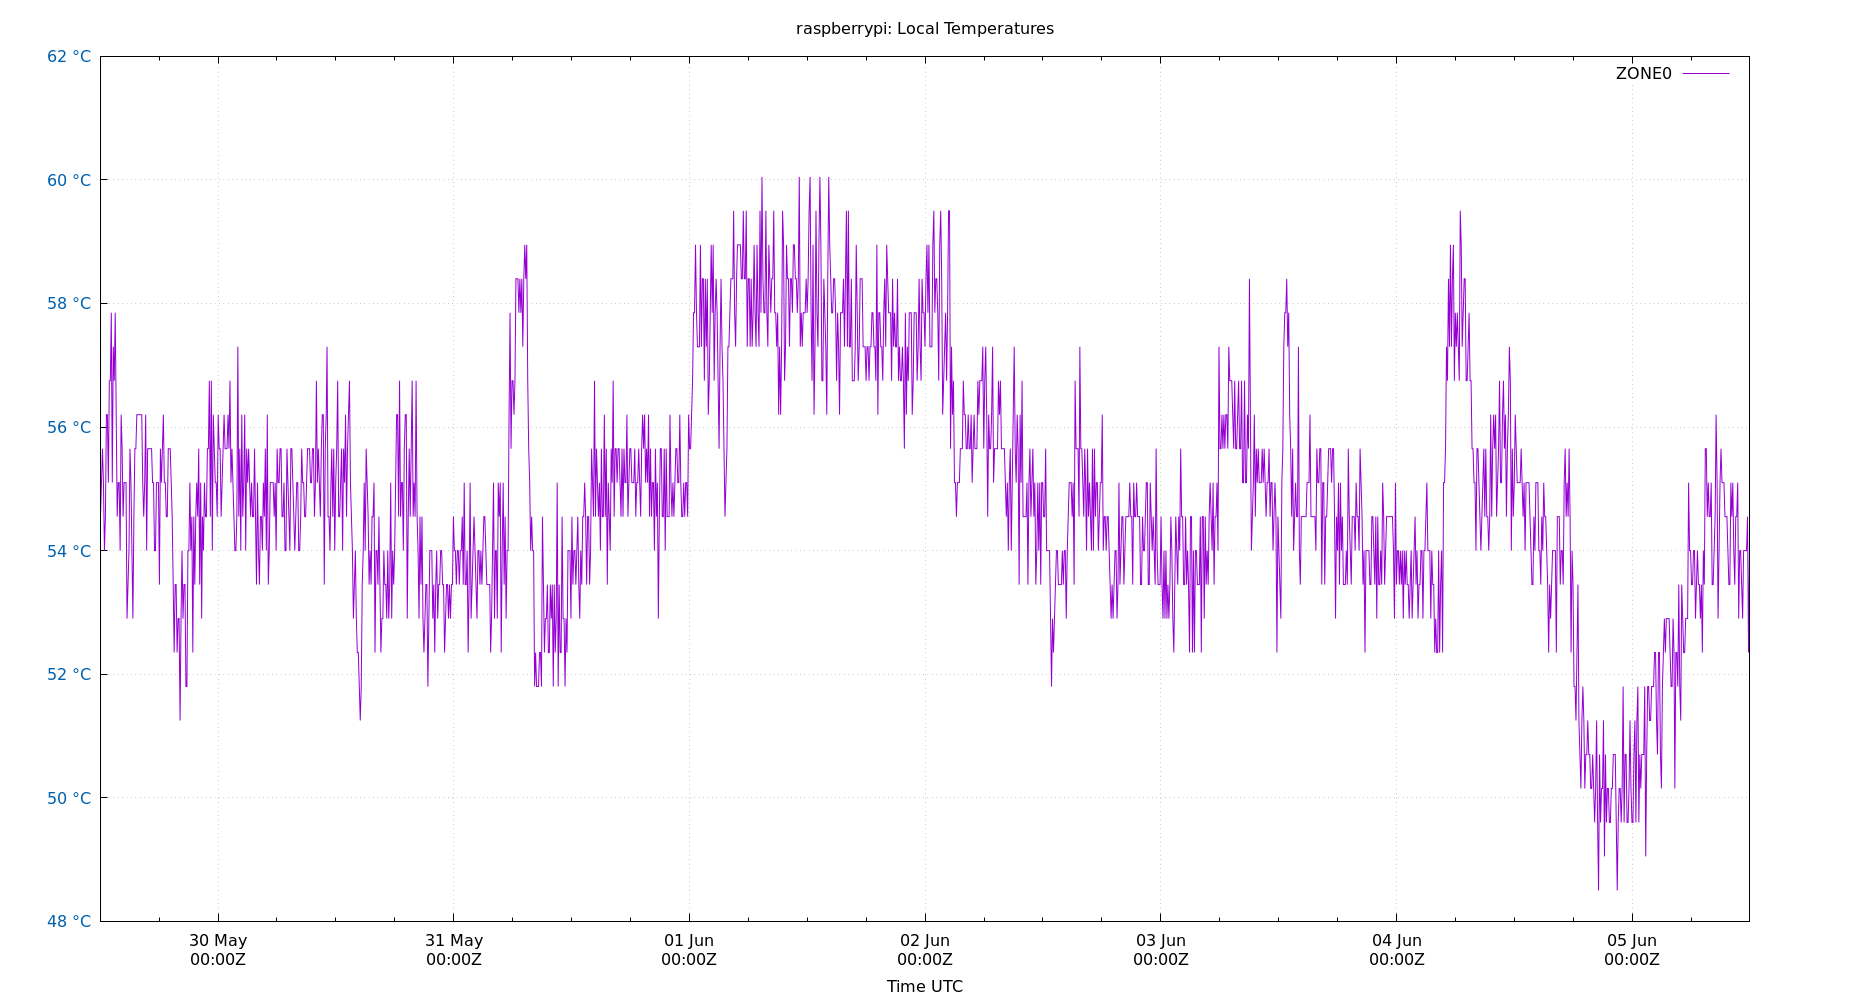 raspberrypi: Local Temperatures
62 °C
ZONE0
60 °C
58 °C
56 °C
54 °C
52 °C
50 °C
48 °C
30 May 31 May 01 Jun 02 Jun 03 Jun 04 Jun 05 Jun
00:00Z 00:00Z 00:00Z 00:00Z 00:00Z 00:00Z 00:00Z
Time UTC